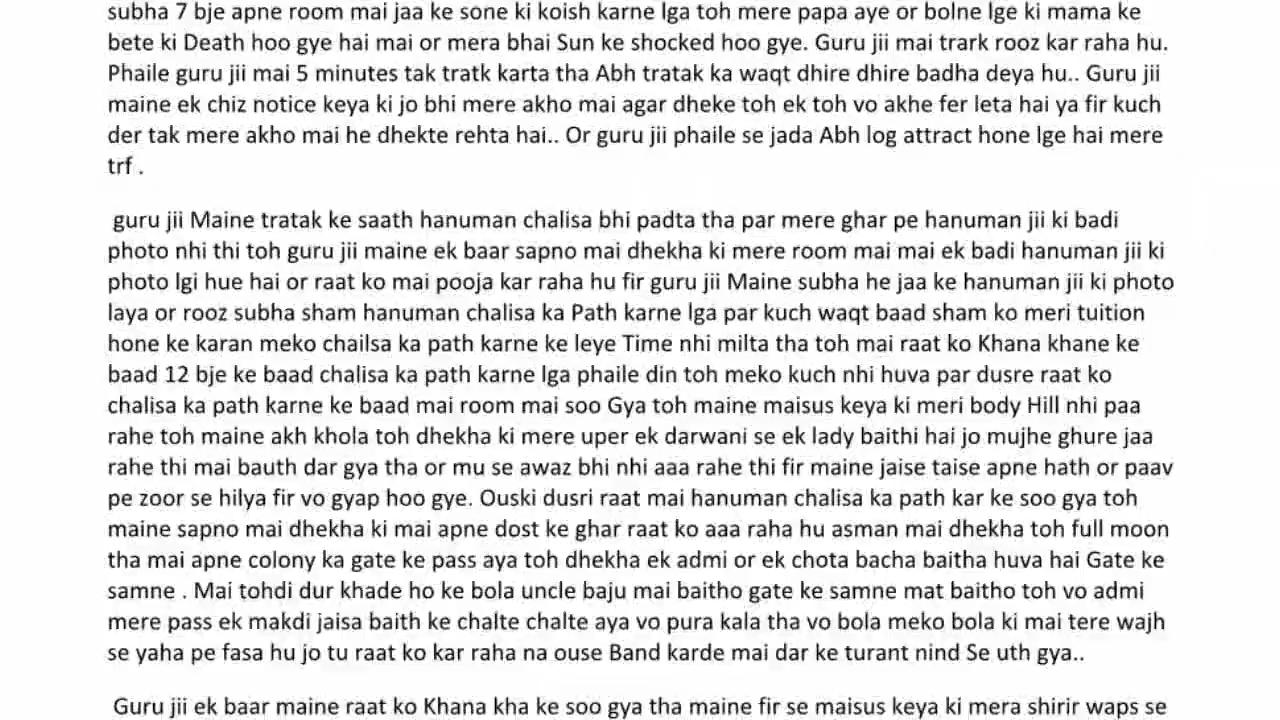 subha 7 bje apne room mai jaa ke sone ki koish karne lga toh mere papa aye or bolne lge ki mama ke
bete ki Death hoo gye hai mai or mera bhai Sun ke shocked hoo gye. Guru jii mai trark rooz kar raha hu.
Phaile guru jii mai 5 minutes tak tratk karta tha Abh tratak ka waqt dhire dhire badha deya hu.. Guru jii
maine ek chiz notice keya ki jo bhi mere akho mai agar dheke toh ek toh vo akhe fer leta hai ya fir kuch
der tak mere akho mai he dhekte rehta hai.. Or guru jii phaile se jada Abh log attract hone lge hai mere
trf .
guru jii Maine tratak ke saath hanuman chalisa bhi padta tha par mere ghar pe hanuman jii ki badi
photo nhi thi toh guru jii maine ek baar sapno mai dhekha ki mere room mai mai ek badi hanuman jii ki
photo lgi hue hai or raat ko mai pooja kar raha hu fir guru jii Maine subha he jaa ke hanuman jii ki photo
laya or rooz subha sham hanuman chalisa ka Path karne lga par kuch waqt baad sham ko meri tuition
hone ke karan meko chailsa ka path karne ke leye Time nhi milta tha toh mai raat ko Khana khane ke
baad 12 bje ke baad chalisa ka path karne lga phaile din toh meko kuch nhi huva par dusre raat ko
chalisa ka path karne ke baad mai room mai soo Gya toh maine maisus keya ki meri body Hill nhi paa
rahe toh maine akh khola toh dhekha ki mere uper ek darwani se ek lady baithi hai jo mujhe ghure jaa
rahe thi mai bauth dar gya tha or mu se awaz bhi nhi aaa rahe thi fir maine jaise taise apne hath or paav
pe zoor se hilya fir vo gyap hoo gye. Ouski dusri raat mai hanuman chalisa ka path kar ke soo gya toh
maine sapno mai dhekha ki mai apne dost ke ghar raat ko aaa raha hu asman mai dhekha toh full moon
tha mai apne colony ka gate ke pass aya toh dhekha ek admi or ek chota bacha baitha huva hai Gate ke
samne . Mai tohdi dur khade ho ke bola uncle baju mai baitho gate ke samne mat baitho toh vo admi
mere pass ek makdi jaisa baith ke chalte chalte aya vo pura kala tha vo bola meko bola ki mai tere wajh
se yaha pe fasa hu jo tu raat ko kar raha na ouse Band karde mai dar ke turant nind Se uth gya..
Guru jii ek baar maine raat ko Khana kha ke soo gya tha maine fir se maisus keya ki mera shirir waps se